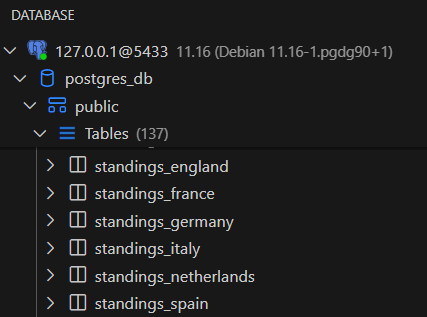 DATABASE
127.0.0.1@5433 11.16 (Debian 11.16-1.pgdg90+1)
postgres_db
public
Tables (137)
standings_england
standings_france
standings_germany
standings_italy
standings_netherlands
standings_spain